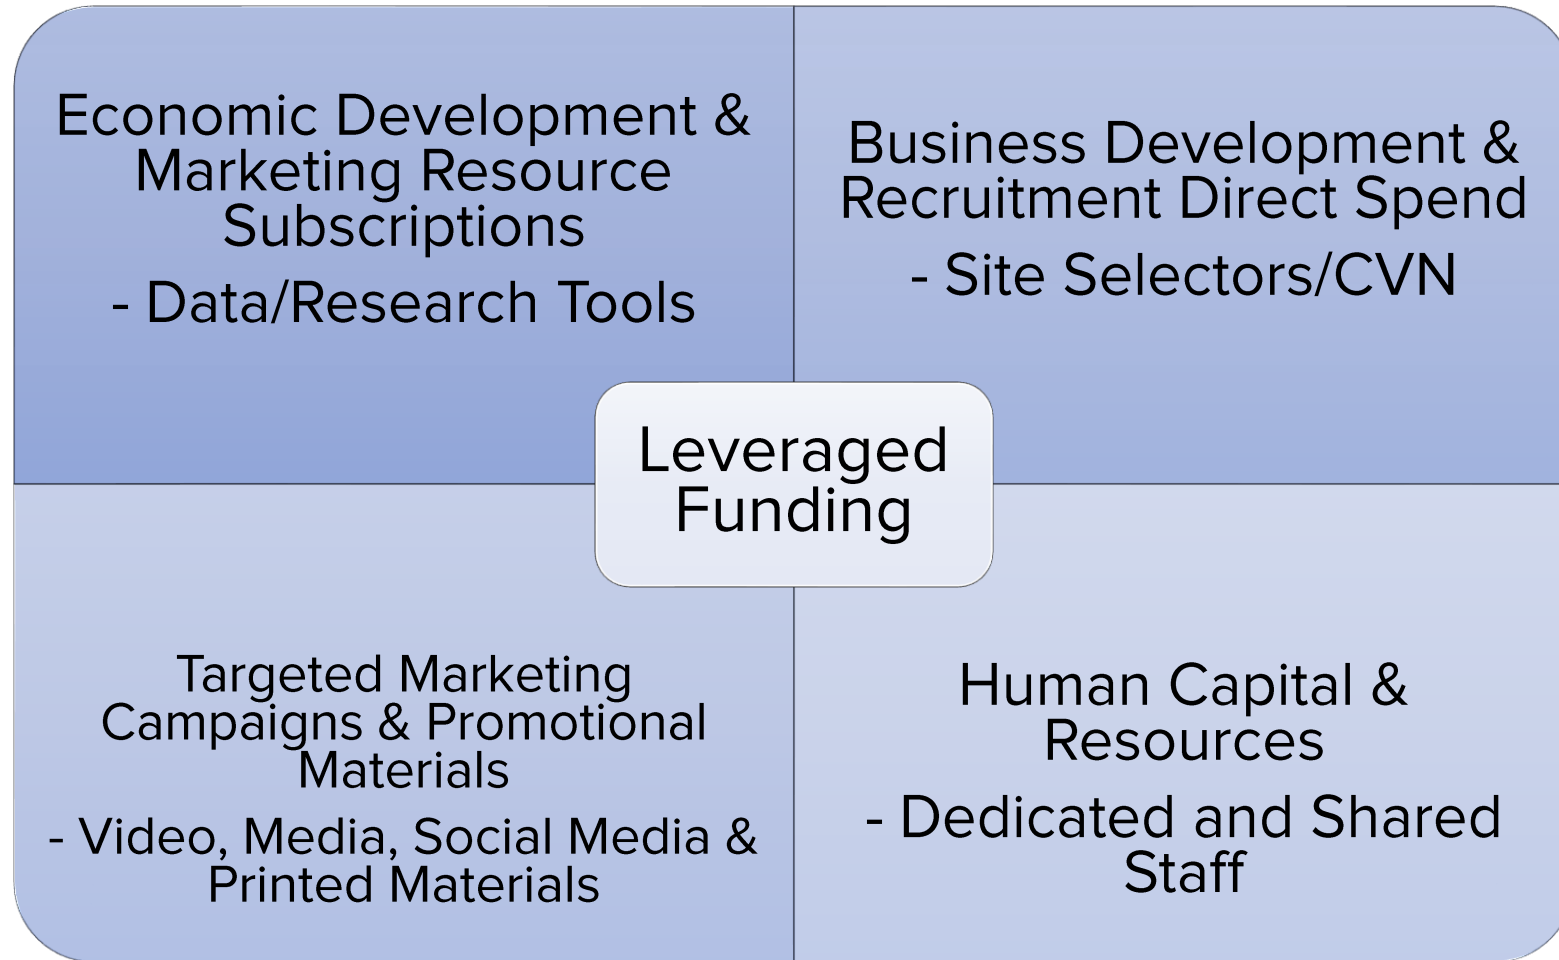 Economic Development &
Marketing Resource
Subscriptions
- Data/Research Tools
Business Development &
Recruitment Direct Spend
- Site Selectors/CVN
Leveraged
Funding
Targeted Marketing
Campaigns & Promotional
Materials
- Video, Media, Social Media &
Printed Materials
Human Capital &
Resources
- Dedicated and Shared
Staff